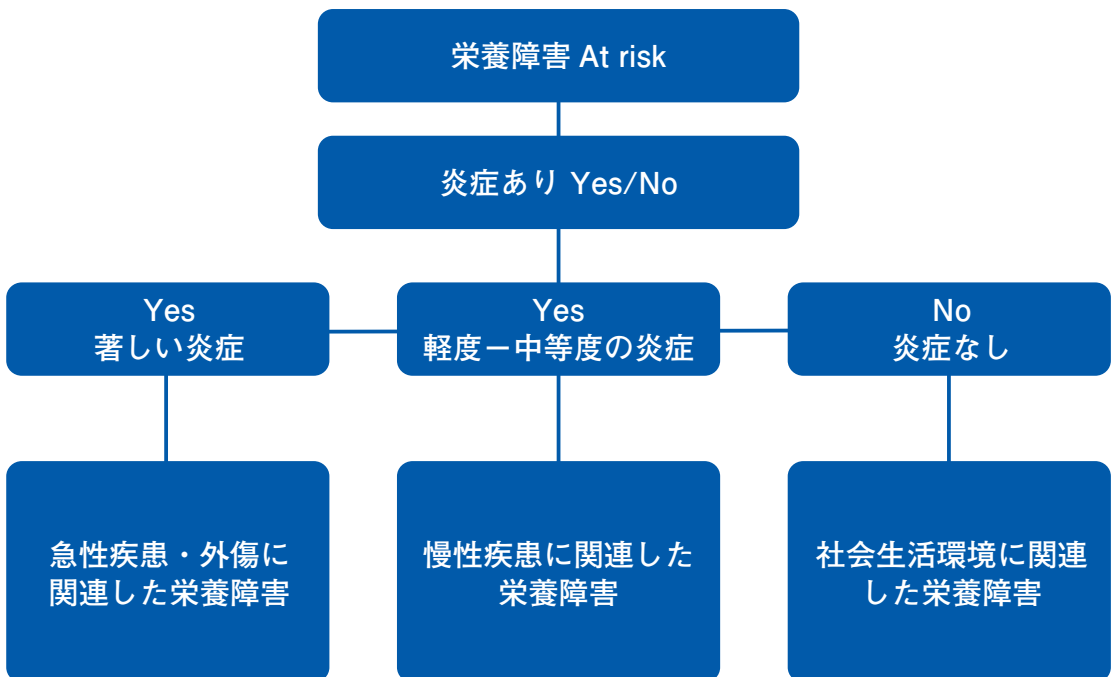 栄養障害 At risk
炎症あり Yes/No
Yes
著しい炎症
Yes
軽度－中等度の炎症
No
炎症なし
急性疾患・外傷に
関連した栄養障害
慢性疾患に関連した
栄養障害
社会生活環境に関連
した栄養障害